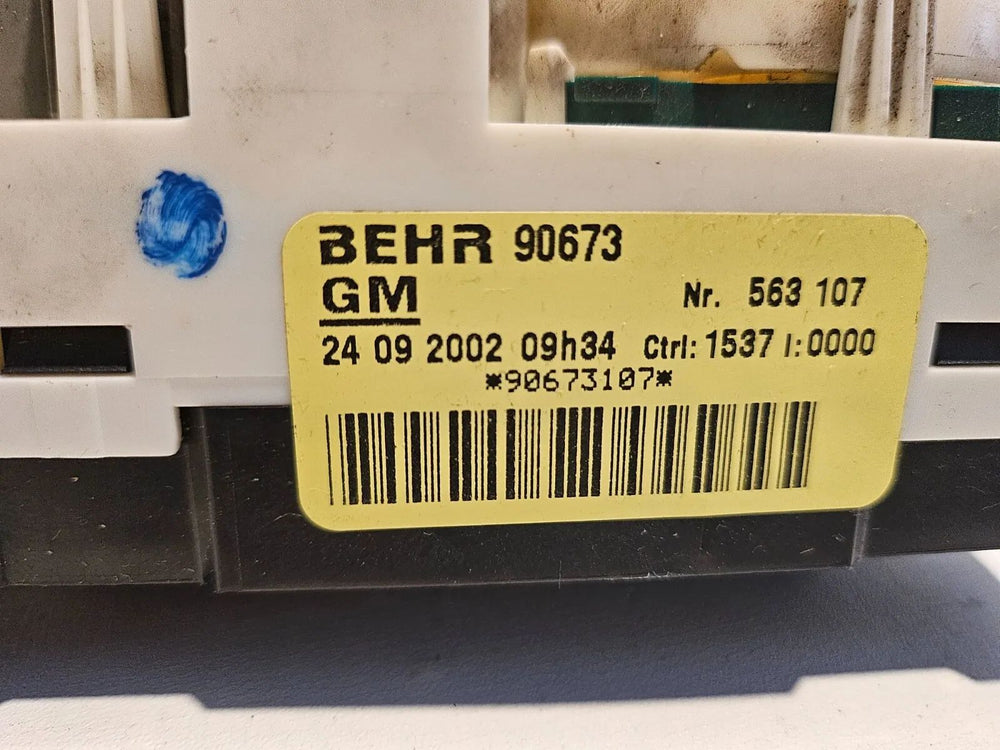 BEHR 90673
GM
Nr. 563 107
24 09 2002 09h34 Ctrl: 1537 I:0000
*90673107*